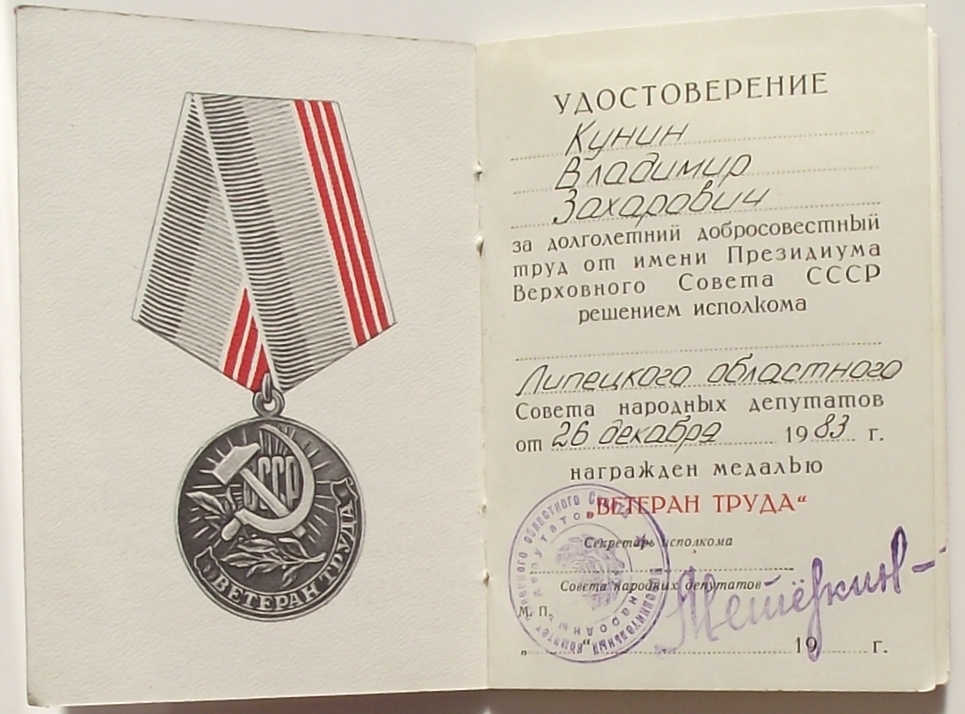 СССР
ВЕТЕРАН ТРУДА
УДОСТОВЕРЕНИЕ
Кунин
Владимир
Захарович
за долголетний добросовестный
труд от имени Президиума
Верховного Совета СССР
решением исполкома
Липецкого областного
Совета народных депутатов
от 26 декабря 1983 г.
награжден медалью
„ВЕТЕРАН ТРУДА“
Секретарь исполкома
Совета народных депутатов
М. П.
„ “ 19 г.